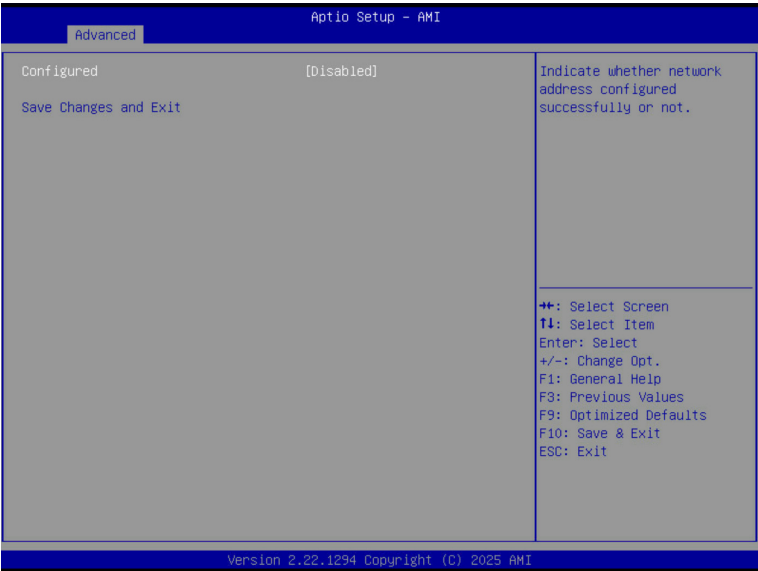 Aptio Setup – AMI
Advanced
Configured [Disabled]
Save Changes and Exit
Indicate whether network
address configured
successfully or not.
→←: Select Screen
↑↓: Select Item
Enter: Select
+/-: Change Opt.
F1: General Help
F3: Previous Values
F9: Optimized Defaults
F10: Save & Exit
ESC: Exit
Version 2.22.1294 Copyright (C) 2025 AMI